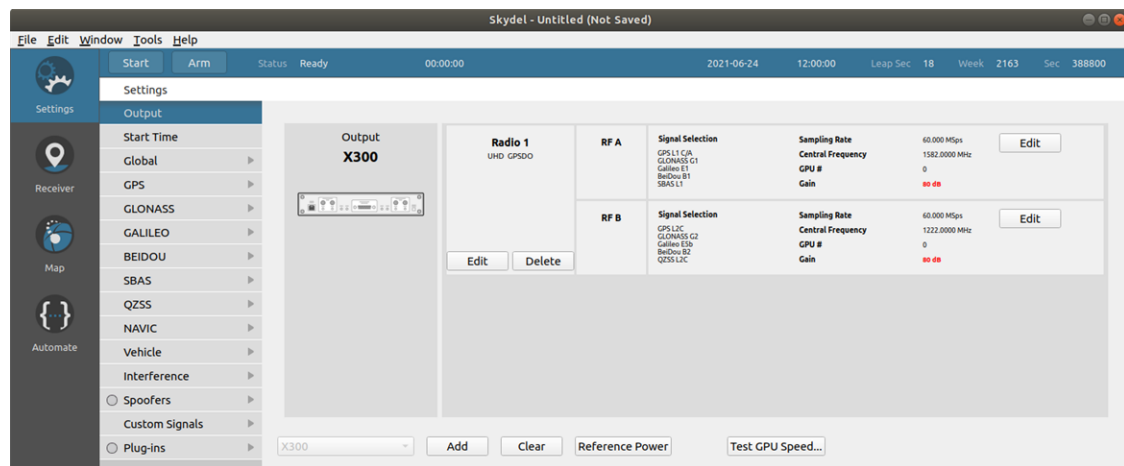 Skydel - Untitled (Not Saved)
File Edit Window Tools Help
Start Arm Status Ready 00:00:00 2021-06-24 12:00:00 Leap Sec 18 Week 2163 Sec 388800
Settings
Receiver
Map
Automate
Settings
Output
Start Time
Global
GPS
GLONASS
GALILEO
BEIDOU
SBAS
QZSS
NAVIC
Vehicle
Interference
Spoofers
Custom Signals
Plug-ins
Output
X300
Radio 1
UHD GPSDO
Edit Delete
RF A
Signal Selection
GPS L1 C/A
GLONASS G1
Galileo E1
BeiDou B1
SBAS L1
Sampling Rate 60.000 MSps
Central Frequency 1582.0000 MHz
GPU # 0
Gain 80 dB
Edit
RF B
Signal Selection
GPS L2C
GLONASS G2
Galileo E5b
BeiDou B2
QZSS L2C
Sampling Rate 60.000 MSps
Central Frequency 1222.0000 MHz
GPU # 0
Gain 80 dB
Edit
X300 Add Clear Reference Power Test GPU Speed...